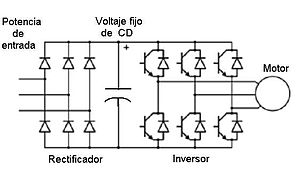 Potencia
de
entrada
Voltaje fijo
de CD
+
Motor
Rectificador
Inversor